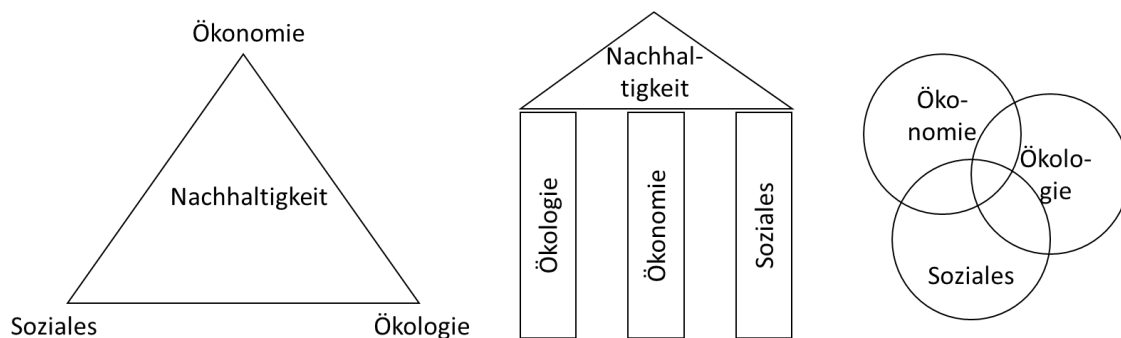 Ökonomie
Nachhaltigkeit
Soziales
Ökologie
Nachhal-
tigkeit
Ökologie
Ökonomie
Soziales
Öko-
nomie
Ökolo-
gie
Soziales